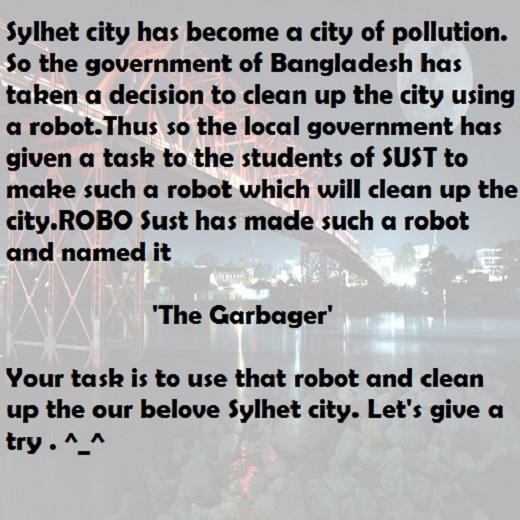 Sylhet city has become a city of pollution.
So the government of Bangladesh has
taken a decision to clean up the city using
a robot.Thus so the local government has
given a task to the students of SUST to
make such a robot which will clean up the
city.ROBO Sust has made such a robot
and named it
'The Garbager'
Your task is to use that robot and clean
up the our belove Sylhet city. Let's give a
try . ^_^